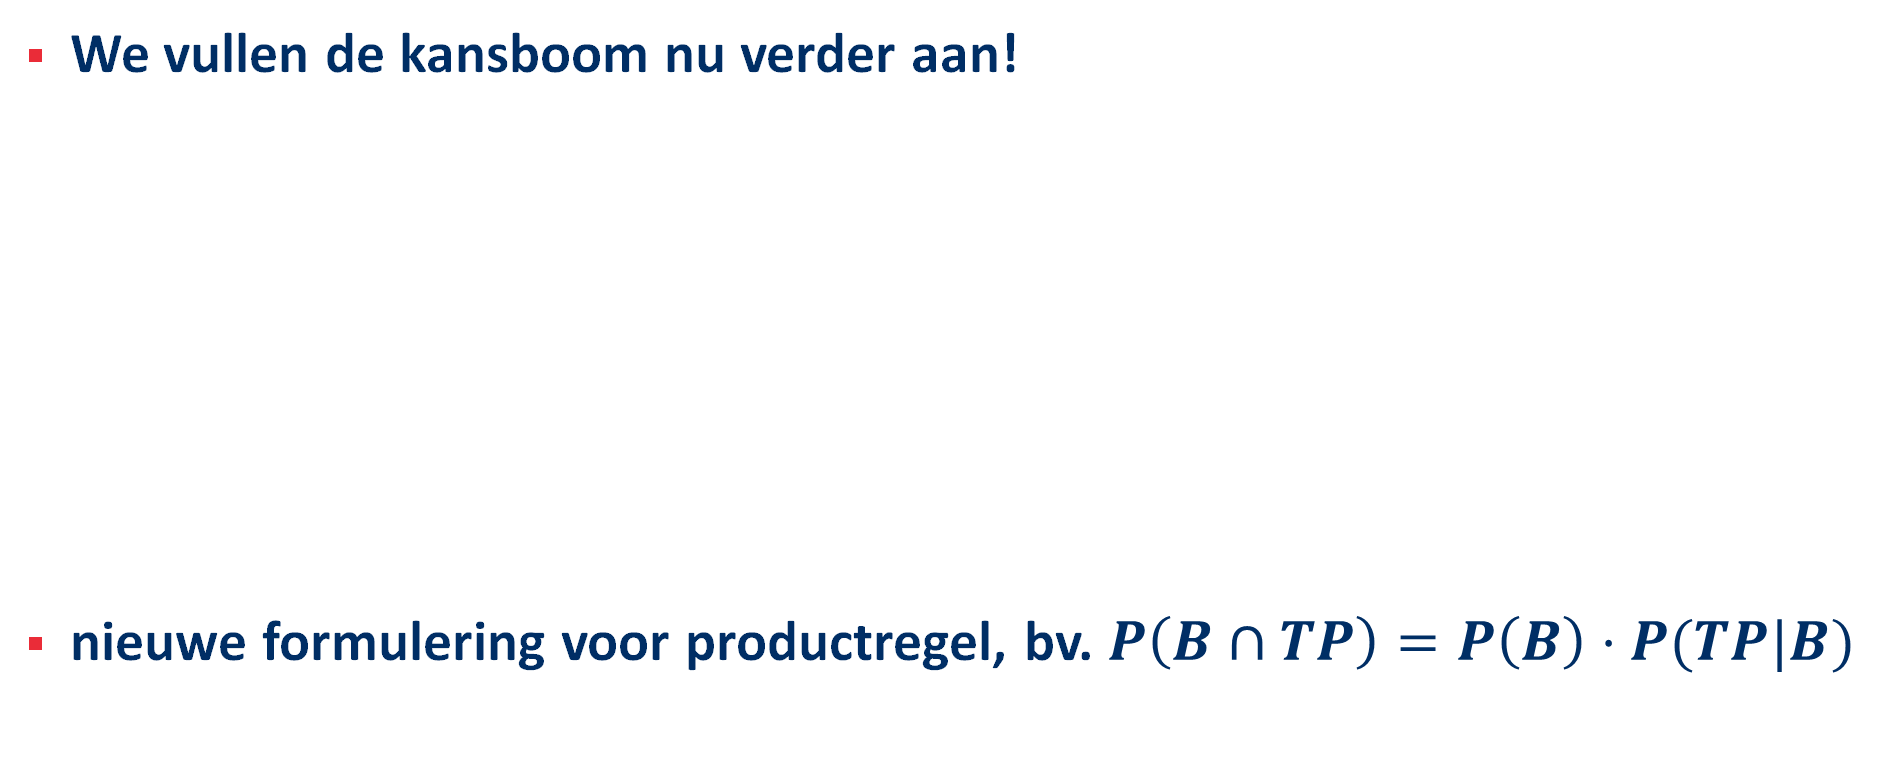 ▪ We vullen de kansboom nu verder aan!
▪ nieuwe formulering voor productregel, bv. P(B ∩ TP) = P(B) · P(TP|B)